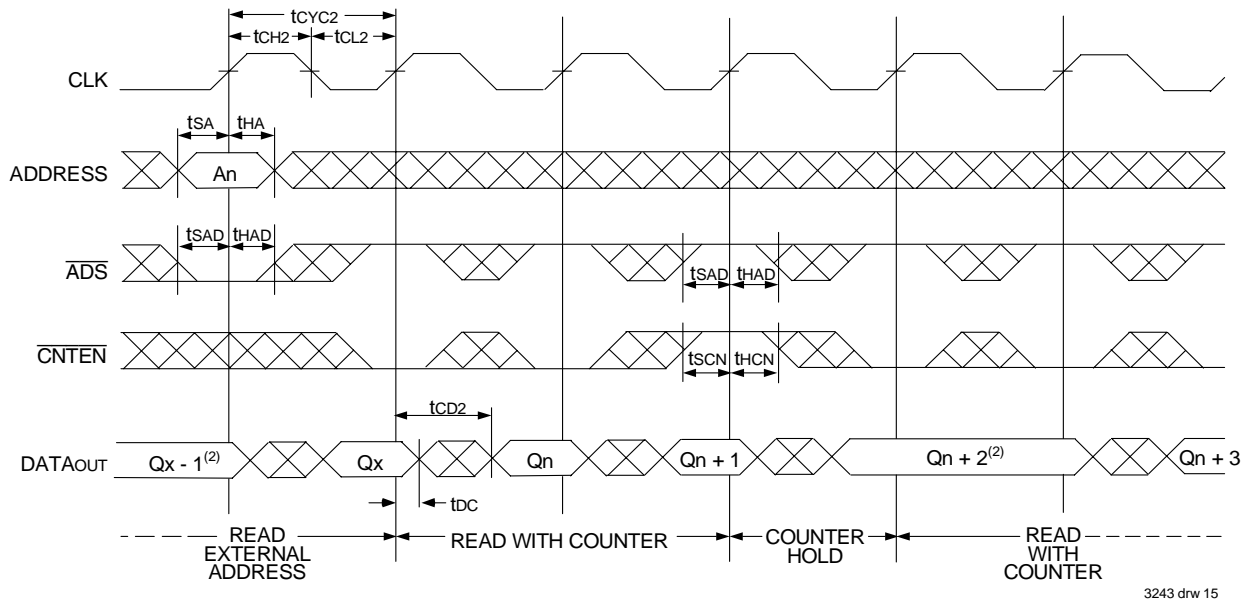 tCYC2
tCH2 tCL2
CLK
tSA tHA
ADDRESS An
tSAD tHAD
ADS tSAD tHAD
CNTEN
tSCN tHCN
tCD2
DATAOUT Qx - 1(2) Qx Qn Qn + 1 Qn + 2(2) Qn + 3
tDC
READ EXTERNAL ADDRESS
READ WITH COUNTER
COUNTER HOLD
READ WITH COUNTER
3243 drw 15